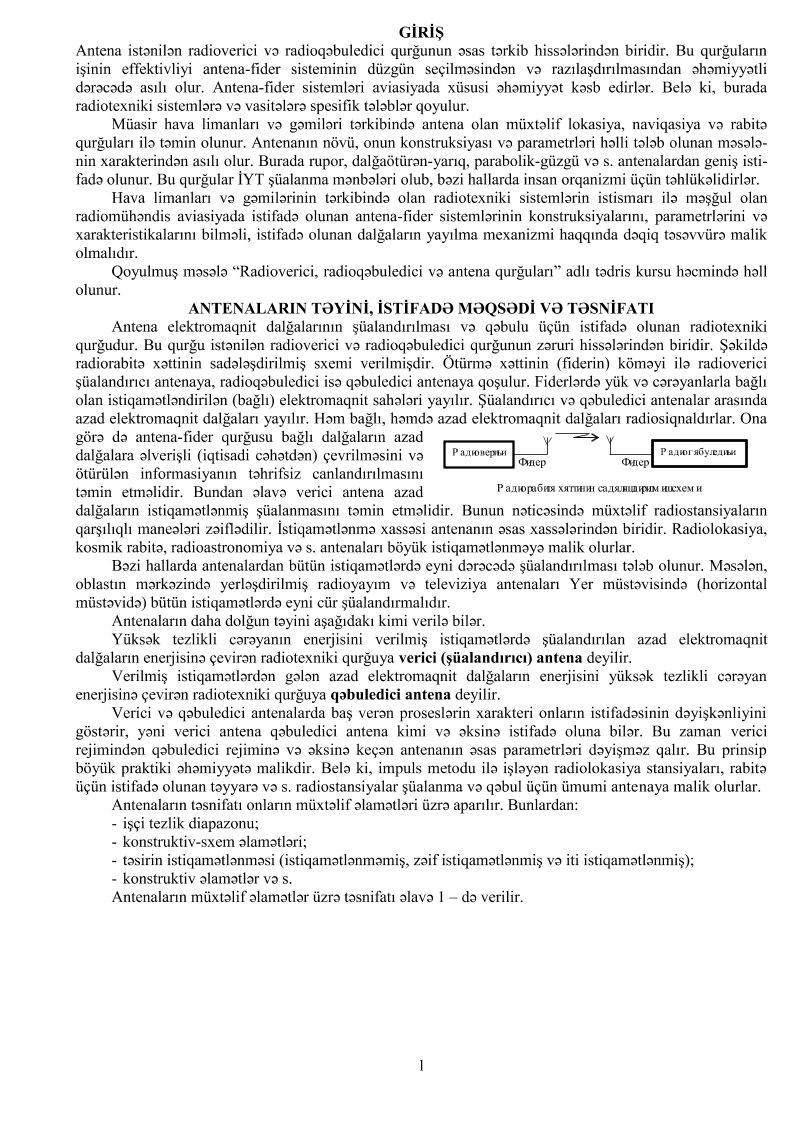 GİRİŞ
Antena istənilən radioverici və radioqəbuledici qurğunun əsas tərkib hissələrindən biridir. Bu qurğuların
işinin effektivliyi antena-fider sisteminin düzgün seçilməsindən və razılaşdırılmasından əhəmiyyətli
dərəcədə asılı olur. Antena-fider sistemləri aviasiyada xüsusi əhəmiyyət kəsb edirlər. Belə ki, burada
radiotexniki sistemlərə və vasitələrə spesifik tələblər qoyulur.
Müasir hava limanları və gəmiləri tərkibində antena olan müxtəlif lokasiya, naviqasiya və rabitə
qurğuları ilə təmin olunur. Antenanın növü, onun konstruksiyası və parametrləri həlli tələb olunan məsələ-
nin xarakterindən asılı olur. Burada rupor, dalğaötürən-yarıq, parabolik-güzgü və s. antenalardan geniş isti-
fadə olunur. Bu qurğular İYT şüalanma mənbələri olub, bəzi hallarda insan orqanizmi üçün təhlükəlidirlər.
Hava limanları və gəmilərinin tərkibində olan radiotexniki sistemlərin istismarı ilə məşğul olan
radiomühəndis aviasiyada istifadə olunan antena-fider sistemlərinin konstruksiyalarını, parametrlərini və
xarakteristikalarını bilməli, istifadə olunan dalğaların yayılma mexanizmi haqqında dəqiq təsəvvürə malik
olmalıdır.
Qoyulmuş məsələ “Radioverici, radioqəbuledici və antena qurğuları” adlı tədris kursu həcmində həll
olunur.
ANTENALARIN TƏYİNİ, İSTİFADƏ MƏQSƏDİ VƏ TƏSNİFATI
Antena elektromaqnit dalğalarının şüalandırılması və qəbulu üçün istifadə olunan radiotexniki
qurğudur. Bu qurğu istənilən radioverici və radioqəbuledici qurğunun zəruri hissələrindən biridir. Şəkildə
radiorabitə xəttinin sadələşdirilmiş sxemi verilmişdir. Ötürmə xəttinin (fiderin) köməyi ilə radioverici
şüalandırıcı antenaya, radioqəbuledici isə qəbuledici antenaya qoşulur. Fiderlərdə yük və cərəyanlarla bağlı
olan istiqamətləndirilən (bağlı) elektromaqnit sahələri yayılır. Şüalandırıcı və qəbuledici antenalar arasında
azad elektromaqnit dalğaları yayılır. Həm bağlı, həmdə azad elektromaqnit dalğaları radiosiqnaldırlar. Ona
görə də antena-fider qurğusu bağlı dalğaların azad
dalğalara əlverişli (iqtisadi cəhətdən) çevrilməsini və
ötürülən informasiyanın təhrifsiz canlandırılmasını
təmin etməlidir. Bundan əlavə verici antena azad
Фидер Фидер
dalğaların istiqamətlənmiş şüalanmasını təmin etməlidir. Bunun nəticəsində müxtəlif radiostansiyaların
qarşılıqlı maneələri zəiflədilir. İstiqamətlənmə xassəsi antenanın əsas xassələrindən biridir. Radiolokasiya,
kosmik rabitə, radioastronomiya və s. antenaları böyük istiqamətlənməyə malik olurlar.
Bəzi hallarda antenalardan bütün istiqamətlərdə eyni dərəcədə şüalandırılması tələb olunur. Məsələn,
oblastın mərkəzində yerləşdirilmiş radioyayım və televiziya antenaları Yer müstəvisində (horizontal
müstəvidə) bütün istiqamətlərdə eyni cür şüalandırmalıdır.
Antenaların daha dolğun təyini aşağıdakı kimi verilə bilər.
Yüksək tezlikli cərəyanın enerjisini verilmiş istiqamətlərdə şüalandırılan azad elektromaqnit
dalğaların enerjisinə çevirən radiotexniki qurğuya verici (şüalandırıcı) antena deyilir.
Verilmiş istiqamətlərdən gələn azad elektromaqnit dalğaların enerjisini yüksək tezlikli cərəyan
enerjisinə çevirən radiotexniki qurğuya qəbuledici antena deyilir.
Verici və qəbuledici antenalarda baş verən proseslərin xarakteri onların istifadəsinin dəyişkənliyini
göstərir, yəni verici antena qəbuledici antena kimi və əksinə istifadə oluna bilər. Bu zaman verici
rejimindən qəbuledici rejiminə və əksinə keçən antenanın əsas parametrləri dəyişməz qalır. Bu prinsip
böyük praktiki əhəmiyyətə malikdir. Belə ki, impuls metodu ilə işləyən radiolokasiya stansiyaları, rabitə
üçün istifadə olunan təyyarə və s. radiostansiyalar şüalanma və qəbul üçün ümumi antenaya malik olurlar.
Antenaların təsnifatı onların müxtəlif əlamətləri üzrə aparılır. Bunlardan:
- işçi tezlik diapazonu;
- konstruktiv-sxem əlamətləri;
- təsirin istiqamətlənməsi (istiqamətlənməmiş, zəif istiqamətlənmiş və iti istiqamətlənmiş);
- konstruktiv əlamətlər və s.
Antenaların müxtəlif əlamətlər üzrə təsnifatı əlavə 1 – də verilir.
1